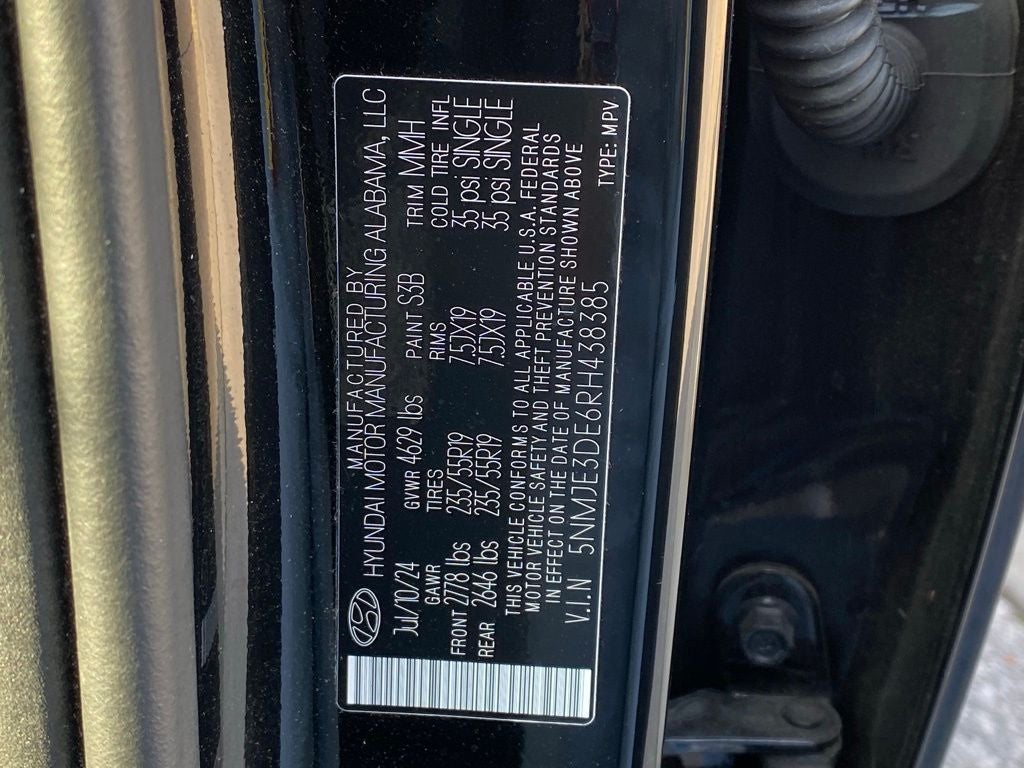 MANUFACTURED BY
HYUNDAI MOTOR MANUFACTURING ALABAMA, LLC
Jul/10/24 GVWR 4629 lbs PAINT S3B TRIM MMH
GAWR TIRES RIMS COLD TIRE INFL
FRONT 2778 lbs 235/55R19 7.5JX19 35 psi SINGLE
REAR 2646 lbs 235/55R19 7.5JX19 35 psi SINGLE
THIS VEHICLE CONFORMS TO ALL APPLICABLE U.S.A. FEDERAL
MOTOR VEHICLE SAFETY AND THEFT PREVENTION STANDARDS
IN EFFECT ON THE DATE OF MANUFACTURE SHOWN ABOVE
V.I.N 5NMJE3DE6RH438385 TYPE: MPV